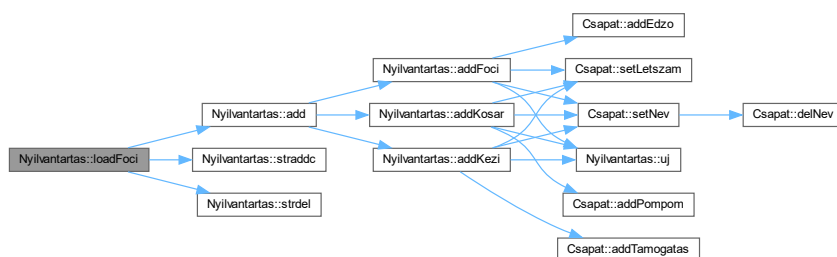 Nyilvantartas::loadFoci
Nyilvantartas::add
Nyilvantartas::straddc
Nyilvantartas::strdel
Nyilvantartas::addFoci
Nyilvantartas::addKosar
Nyilvantartas::addKezi
Csapat::addEdzo
Csapat::setLetszam
Csapat::setNev
Nyilvantartas::uj
Csapat::addPompom
Csapat::addTamogatas
Csapat::delNev